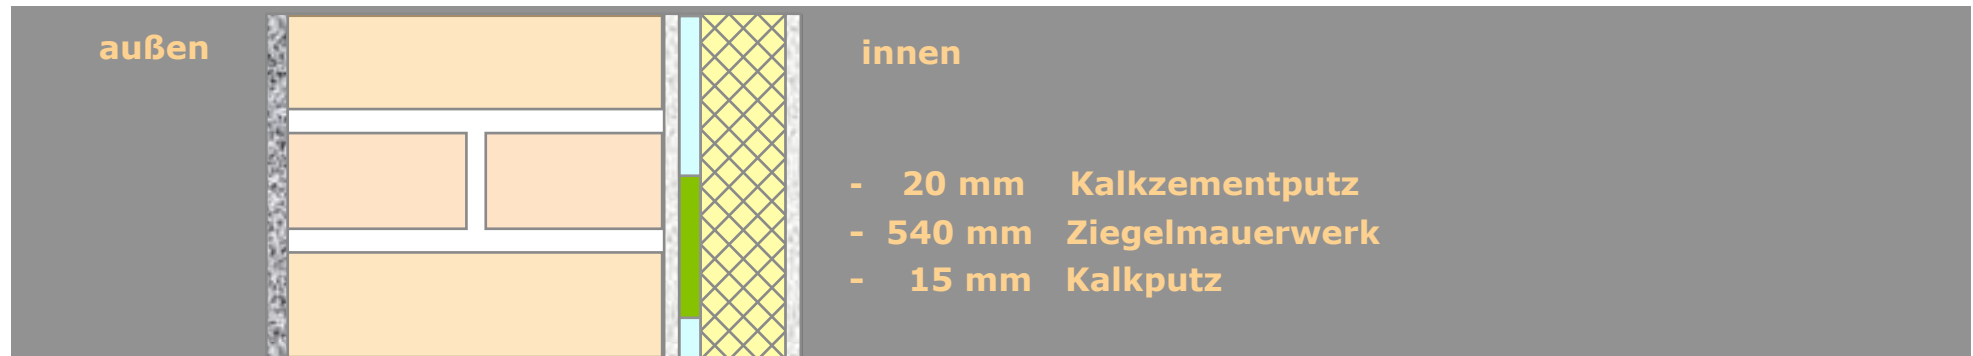 außen
innen
- 20 mm Kalkzementputz
- 540 mm Ziegelmauerwerk
- 15 mm Kalkputz